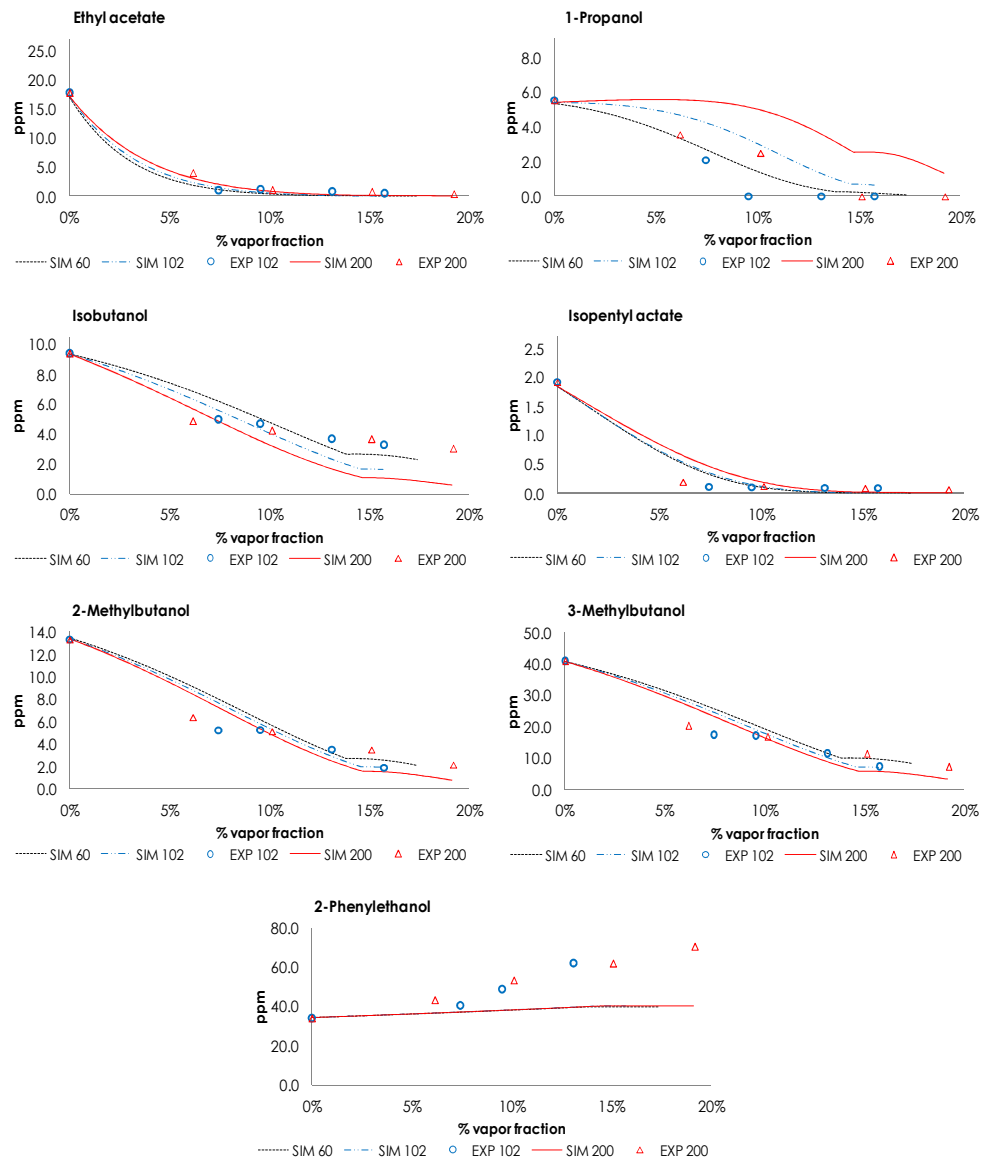 Ethyl acetate
25.0
20.0
15.0
10.0
5.0
0.0
ppm
0% 5% 10% 15% 20%
% vapor fraction
SIM 60 SIM 102 EXP 102 SIM 200 EXP 200
1-Propanol
8.0
6.0
4.0
2.0
0.0
ppm
0% 5% 10% 15% 20%
% vapor fraction
SIM 60 SIM 102 EXP 102 SIM 200 EXP 200
Isobutanol
10.0
8.0
6.0
4.0
2.0
0.0
ppm
0% 5% 10% 15% 20%
% vapor fraction
SIM 60 SIM 102 EXP 102 SIM 200 EXP 200
Isopentyl actate
2.5
2.0
1.5
1.0
0.5
0.0
ppm
0% 5% 10% 15% 20%
% vapor fraction
SIM 60 SIM 102 EXP 102 SIM 200 EXP 200
2-Methylbutanol
14.0
12.0
10.0
8.0
6.0
4.0
2.0
0.0
ppm
0% 5% 10% 15% 20%
% vapor fraction
SIM 60 SIM 102 EXP 102 SIM 200 EXP 200
3-Methylbutanol
50.0
40.0
30.0
20.0
10.0
0.0
ppm
0% 5% 10% 15% 20%
% vapor fraction
SIM 60 SIM 102 EXP 102 SIM 200 EXP 200
2-Phenylethanol
80.0
60.0
40.0
20.0
0.0
ppm
0% 5% 10% 15% 20%
% vapor fraction
SIM 60 SIM 102 EXP 102 SIM 200 EXP 200